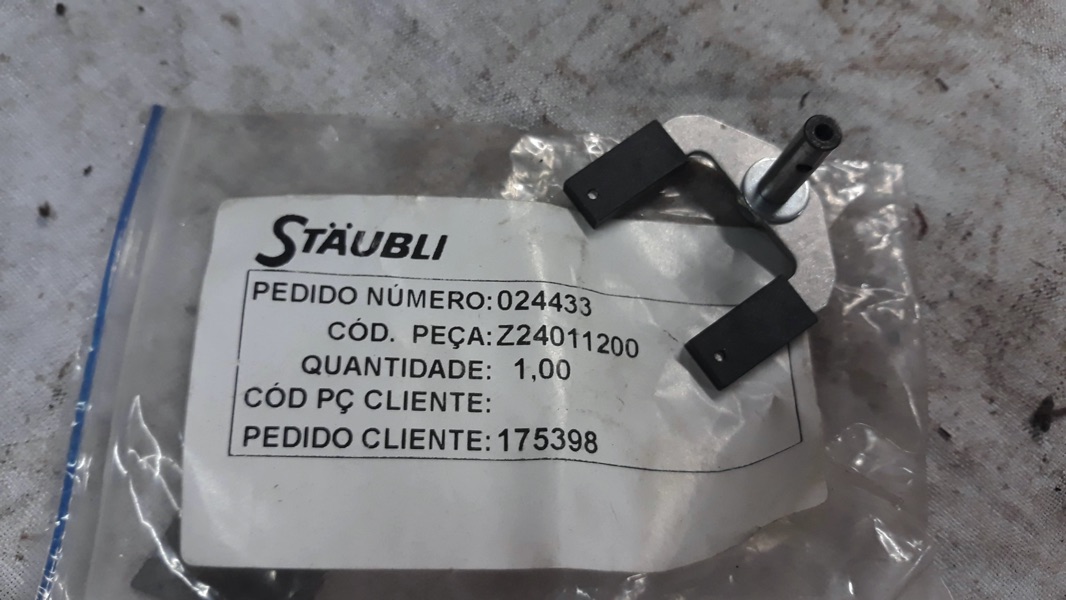 STÄUBLI
PEDIDO NÚMERO: 024433
CÓD. PEÇA: Z24011200
QUANTIDADE: 1,00
CÓD PÇ CLIENTE:
PEDIDO CLIENTE: 175398